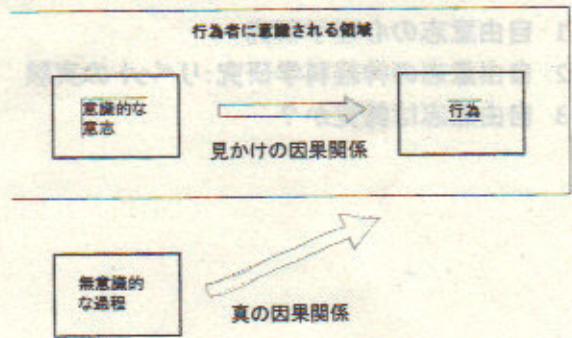 行為者に意識される領域
意識的な
意志
行為
見かけの因果関係
無意識的
な過程
真の因果関係